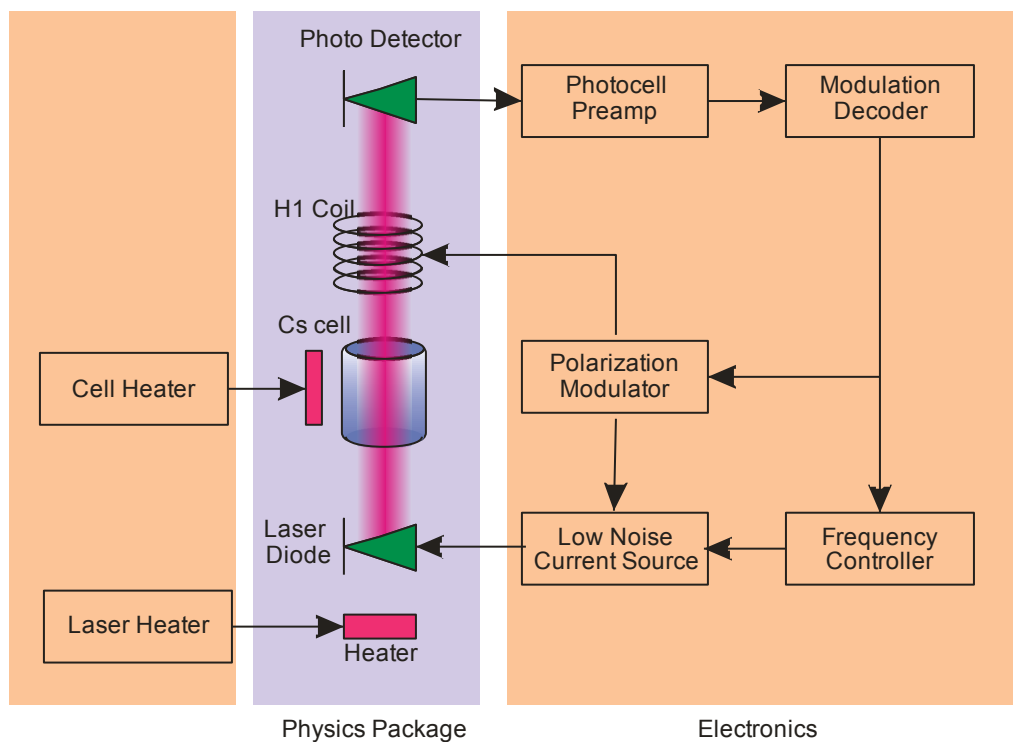 Photo Detector
Photocell
Preamp
Modulation
Decoder
H1 Coil
Cs cell
Cell Heater
Polarization
Modulator
Laser
Diode
Low Noise
Current Source
Frequency
Controller
Laser Heater
Heater
Physics Package
Electronics